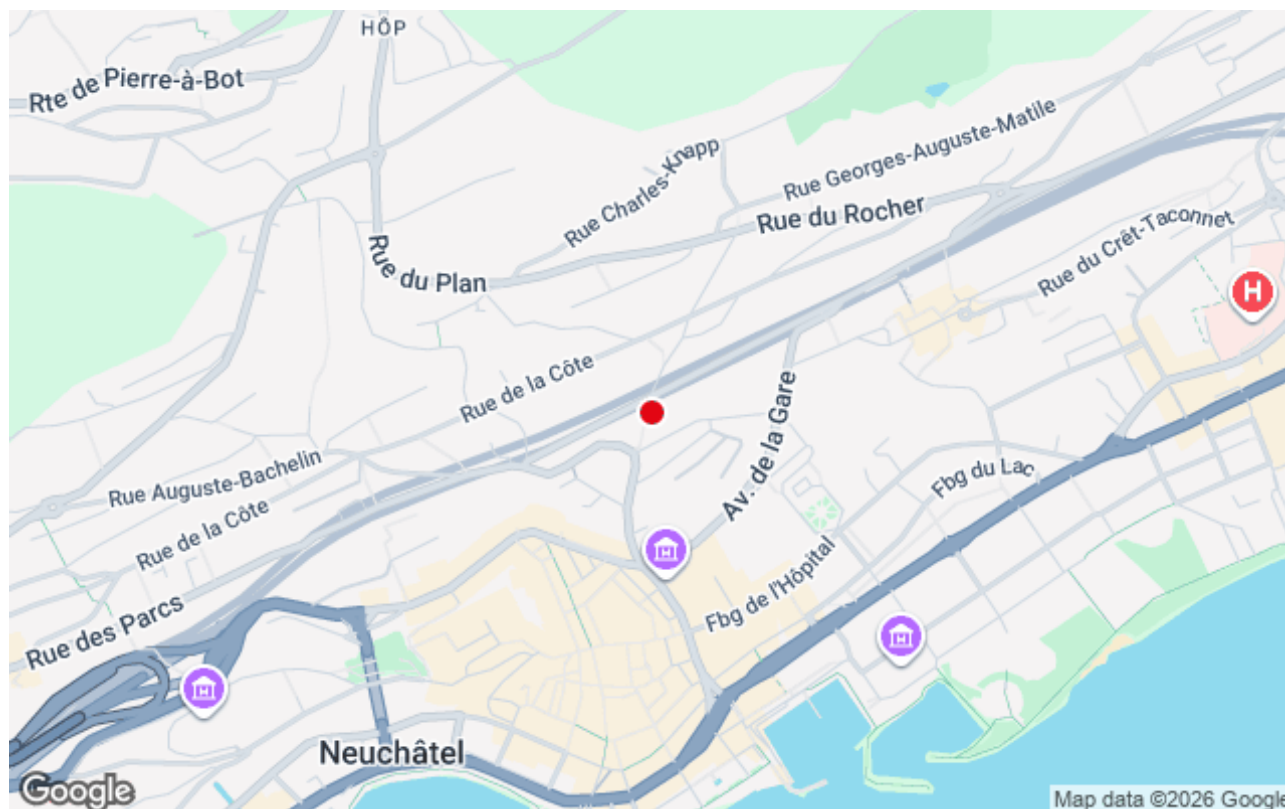 HÔP
Rte de Pierre-à-Bot
Rue Charles-Knapp
Rue Georges-Auguste-Matile
Rue du Rocher
Rue du Crêt-Taconnet
Rue du Plan
H
Rue de la Côte
Av. de la Gare
Rue Auguste-Bachelin
Fbg du Lac
Rue de la Côte
Fbg de l'Hôpital
Rue des Parcs
Neuchâtel
Google
Map data ©2026 Google